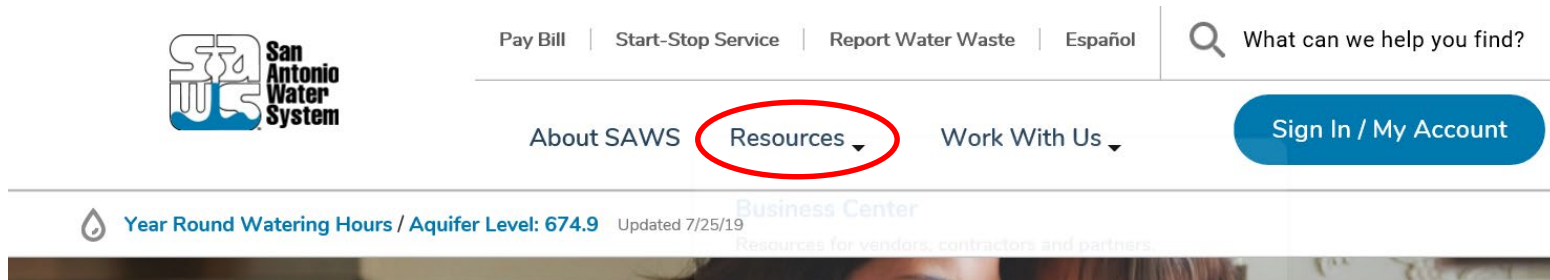 San
Antonio
Water
System
Pay Bill
Start-Stop Service
Report Water Waste
Español
What can we help you find?
About SAWS
Resources
Work With Us
Sign In / My Account
Year Round Watering Hours / Aquifer Level: 674.9 Updated 7/25/19
Business Center
Resources for vendors, contractors and partners.